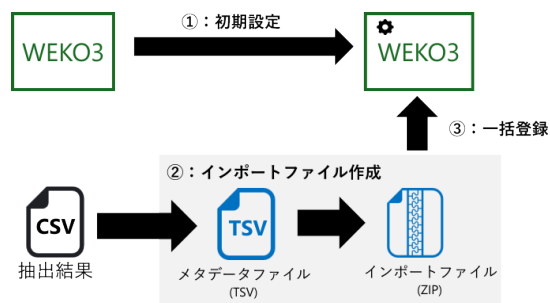 ①：初期設定
WEKO3
WEKO3
③：一括登録
②：インポートファイル作成
CSV
TSV
抽出結果
メタデータファイル
(TSV)
インポートファイル
(ZIP)